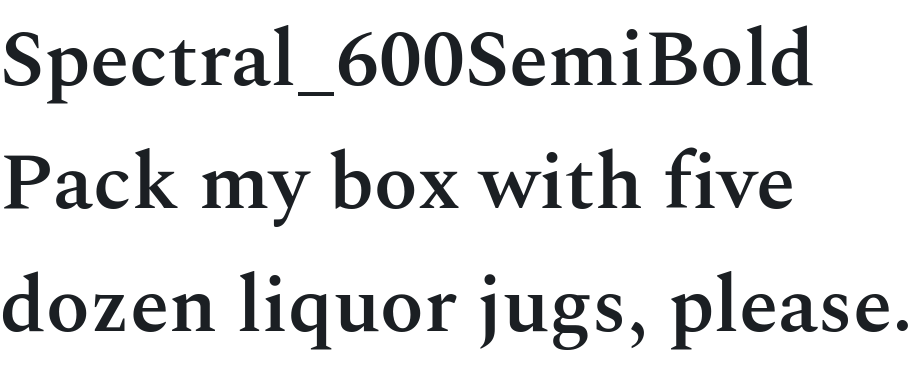 Spectral_600SemiBold
Pack my box with five
dozen liquor jugs, please.